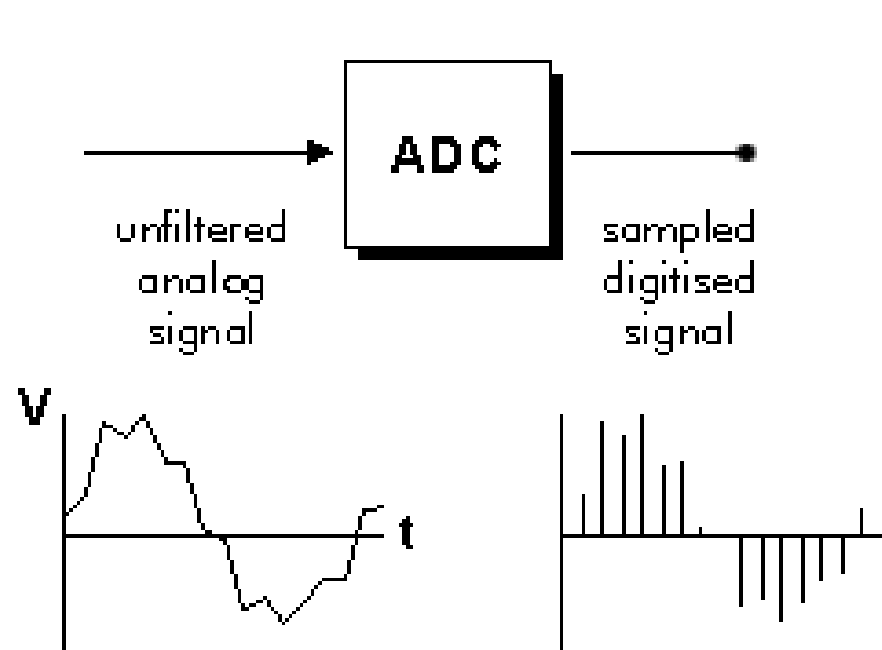 ADC
unfiltered
analog
signal
sampled
digitised
signal
V
t